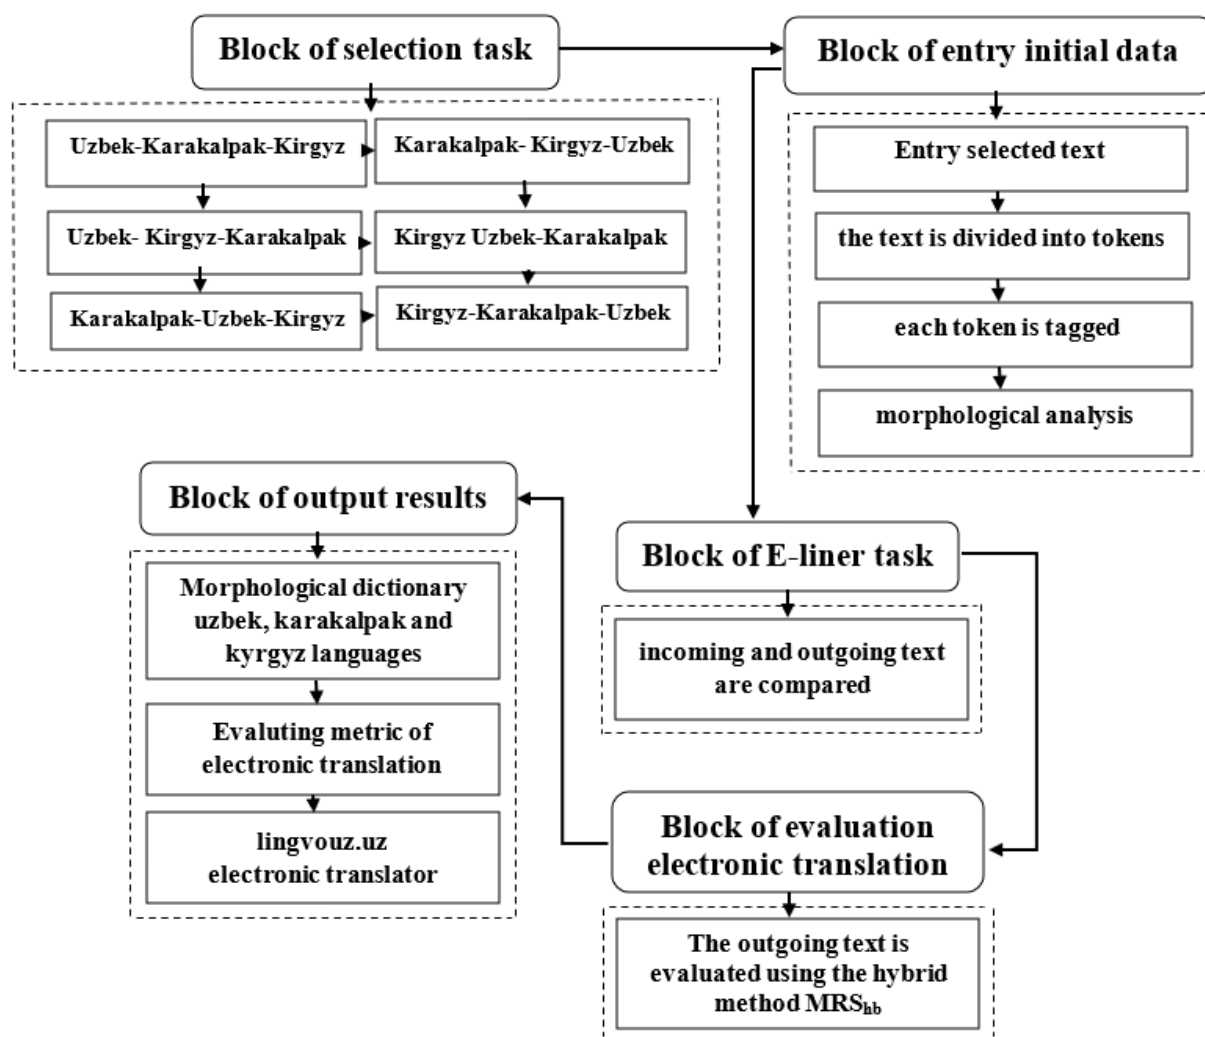 Block of selection task
Block of entry initial data
Uzbek-Karakalpak-Kirgyz
Karakalpak- Kirgyz-Uzbek
Uzbek- Kirgyz-Karakalpak
Kirgyz Uzbek-Karakalpak
Karakalpak-Uzbek-Kirgyz
Kirgyz-Karakalpak-Uzbek
Entry selected text
the text is divided into tokens
each token is tagged
morphological analysis
Block of E-liner task
incoming and outgoing text
are compared
Block of evaluation
electronic translation
The outgoing text is
evaluated using the hybrid
method MRShb
Block of output results
Morphological dictionary
uzbek, karakalpak and
kyrgyz languages
Evaluting metric of
electronic translation
lingvouz.uz
electronic translator